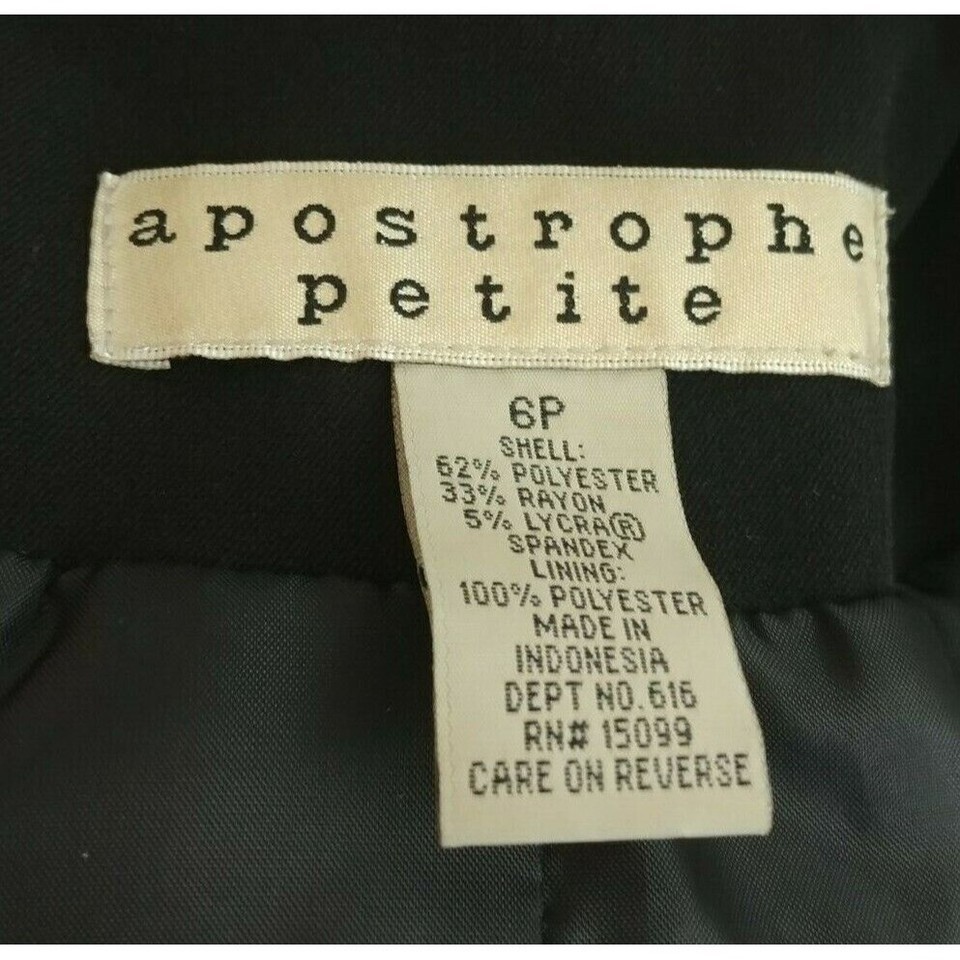 apostrophe
petite
6P
SHELL:
62% POLYESTER
33% RAYON
5% LYCRA®
SPANDEX
LINING:
100% POLYESTER
MADE IN
INDONESIA
DEPT NO.616
RN# 15099
CARE ON REVERSE